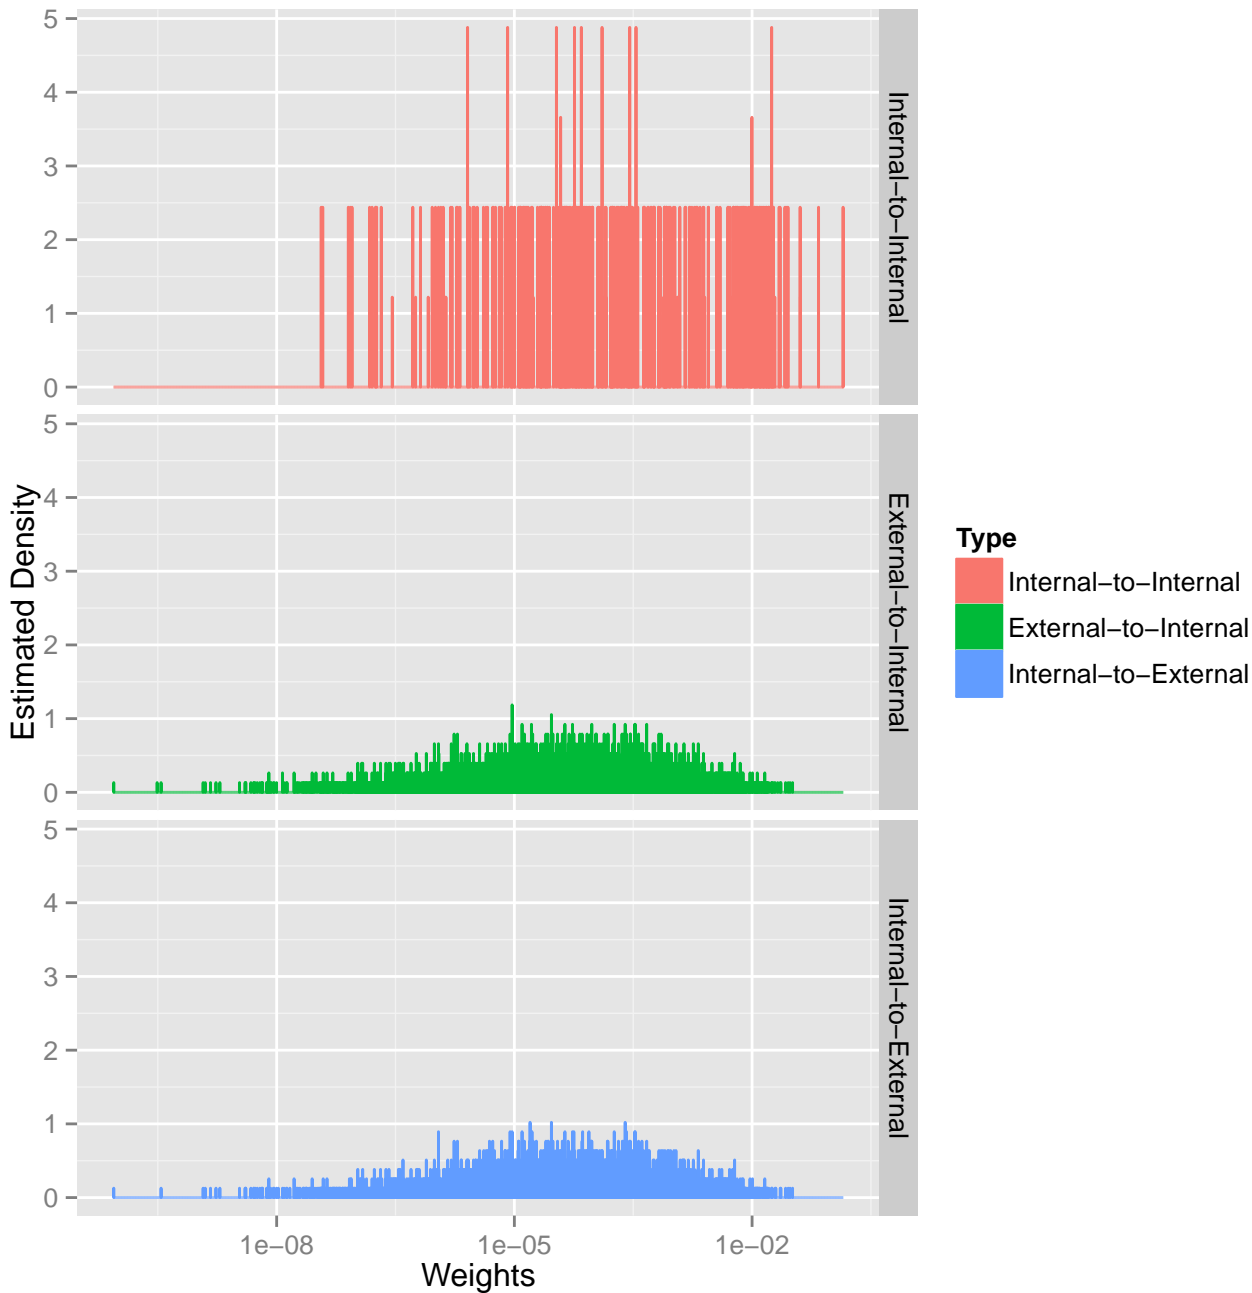 5
4
3
2
1
0
Internal−to−Internal
5
4
3
2
1
0
External−to−Internal
5
4
3
2
1
0
Internal−to−External
Estimated Density
1e−08
1e−05
1e−02
Weights
Type
Internal−to−Internal
External−to−Internal
Internal−to−External